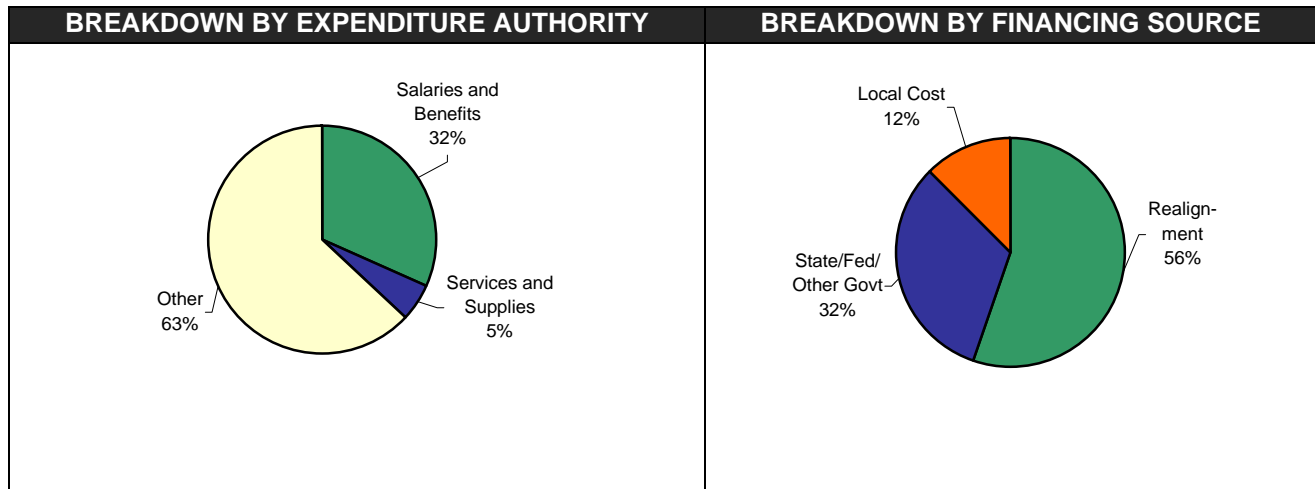 BREAKDOWN BY EXPENDITURE AUTHORITY
Salaries and
Benefits
32%
Services and
Supplies
5%
Other
63%
BREAKDOWN BY FINANCING SOURCE
Local Cost
12%
Realign-
ment
56%
State/Fed/
Other Govt
32%